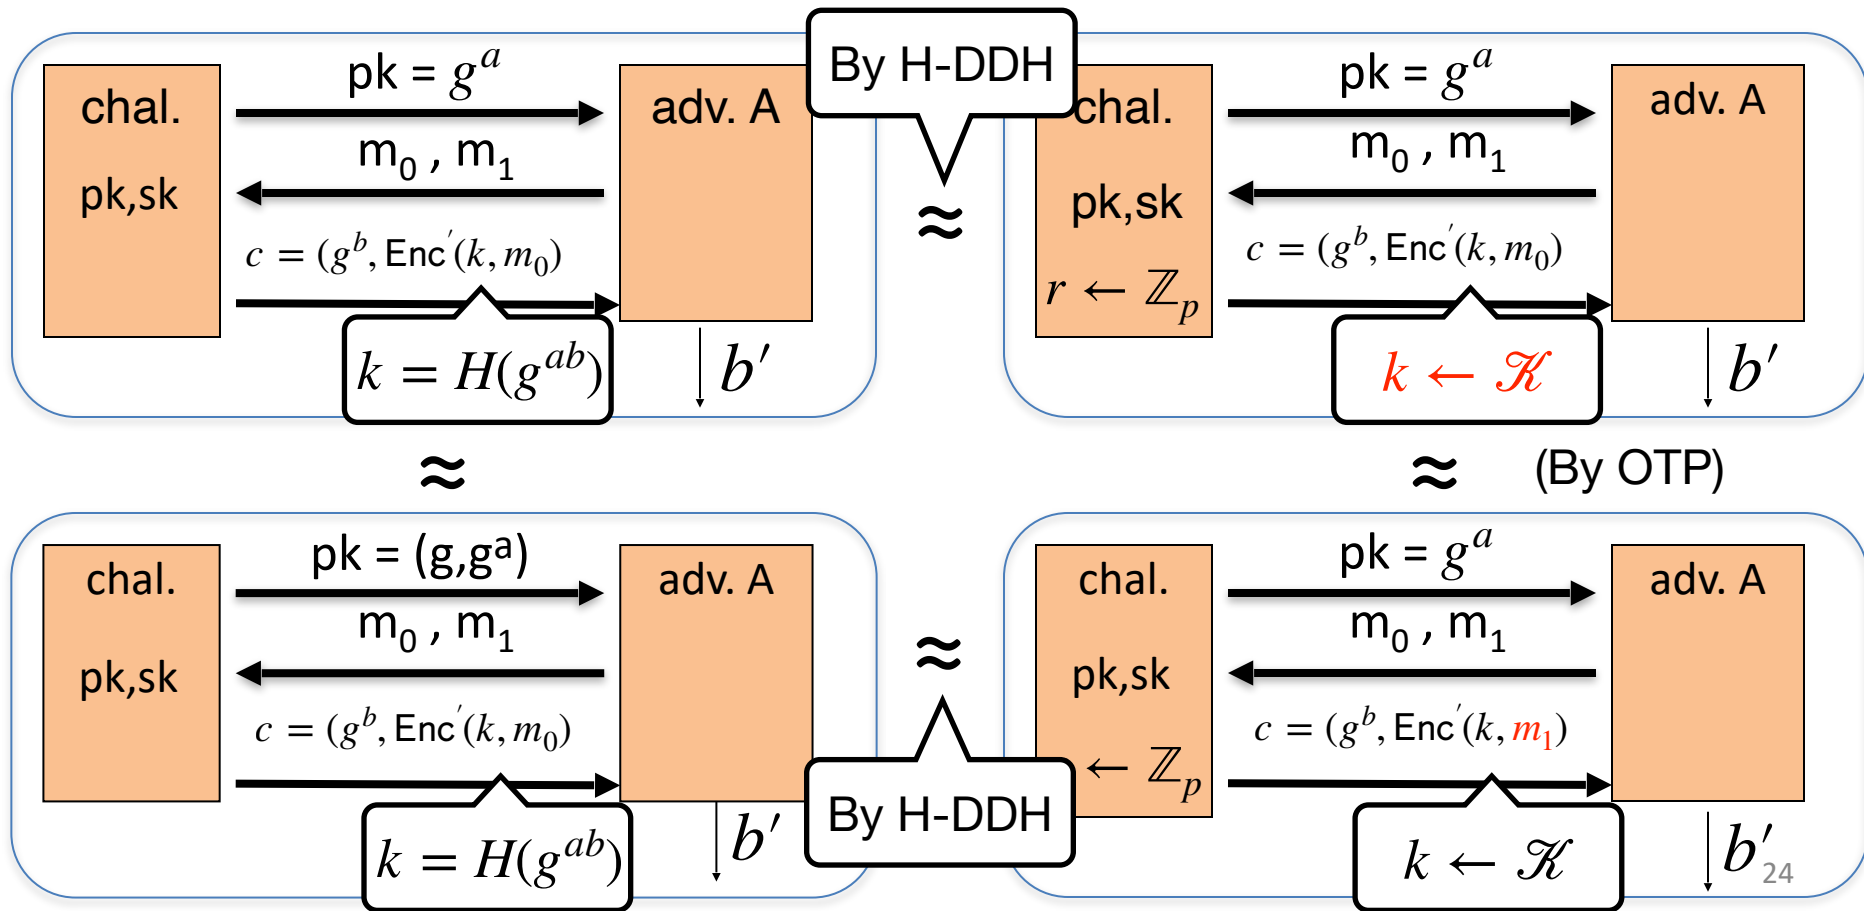 By H-DDH
chal.
pk,sk
pk = g^a
m_0 , m_1
c = (g^b, Enc′(k, m_0)
k = H(g^{ab})
adv. A
b′
≈
chal.
pk,sk
r ← ℤ_p
pk = g^a
m_0 , m_1
c = (g^b, Enc′(k, m_0)
k ← 𝒦
adv. A
b′
≈
≈ (By OTP)
chal.
pk,sk
pk = (g,g^a)
m_0 , m_1
c = (g^b, Enc′(k, m_0)
k = H(g^{ab})
adv. A
b′
≈
By H-DDH
chal.
pk,sk
← ℤ_p
pk = g^a
m_0 , m_1
c = (g^b, Enc′(k, m_1)
k ← 𝒦
adv. A
b′
24